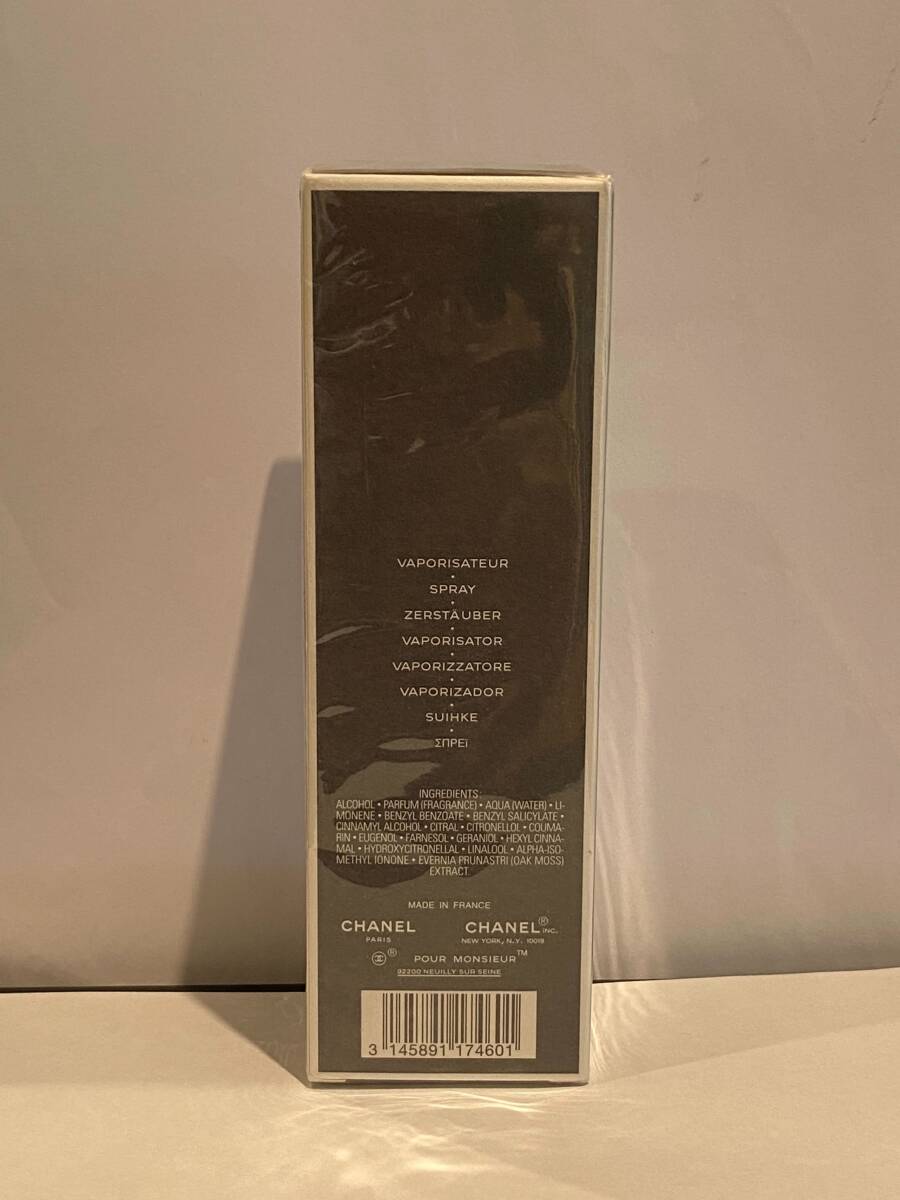 VAPORISATEUR
•
SPRAY
•
ZERSTÄUBER
•
VAPORISATOR
•
VAPORIZZATORE
•
VAPORIZADOR
•
SUIHKE
•
ΣΠΡΕΪ
INGREDIENTS:
ALCOHOL • PARFUM (FRAGRANCE) • AQUA (WATER) • LI-
MONENE • BENZYL BENZOATE • BENZYL SALICYLATE •
CINNAMYL ALCOHOL • CITRAL • CITRONELLOL • COUMA-
RIN • EUGENOL • FARNESOL • GERANIOL • HEXYL CINNA-
MAL • HYDROXYCITRONELLAL • LINALOOL • ALPHA-ISO-
METHYL IONONE • EVERNIA PRUNASTRI (OAK MOSS)
EXTRACT.
MADE IN FRANCE
CHANEL CHANEL® INC.
PARIS NEW YORK, N.Y. 10019
® POUR MONSIEUR™
92200 NEUILLY SUR SEINE
3 145891 174601